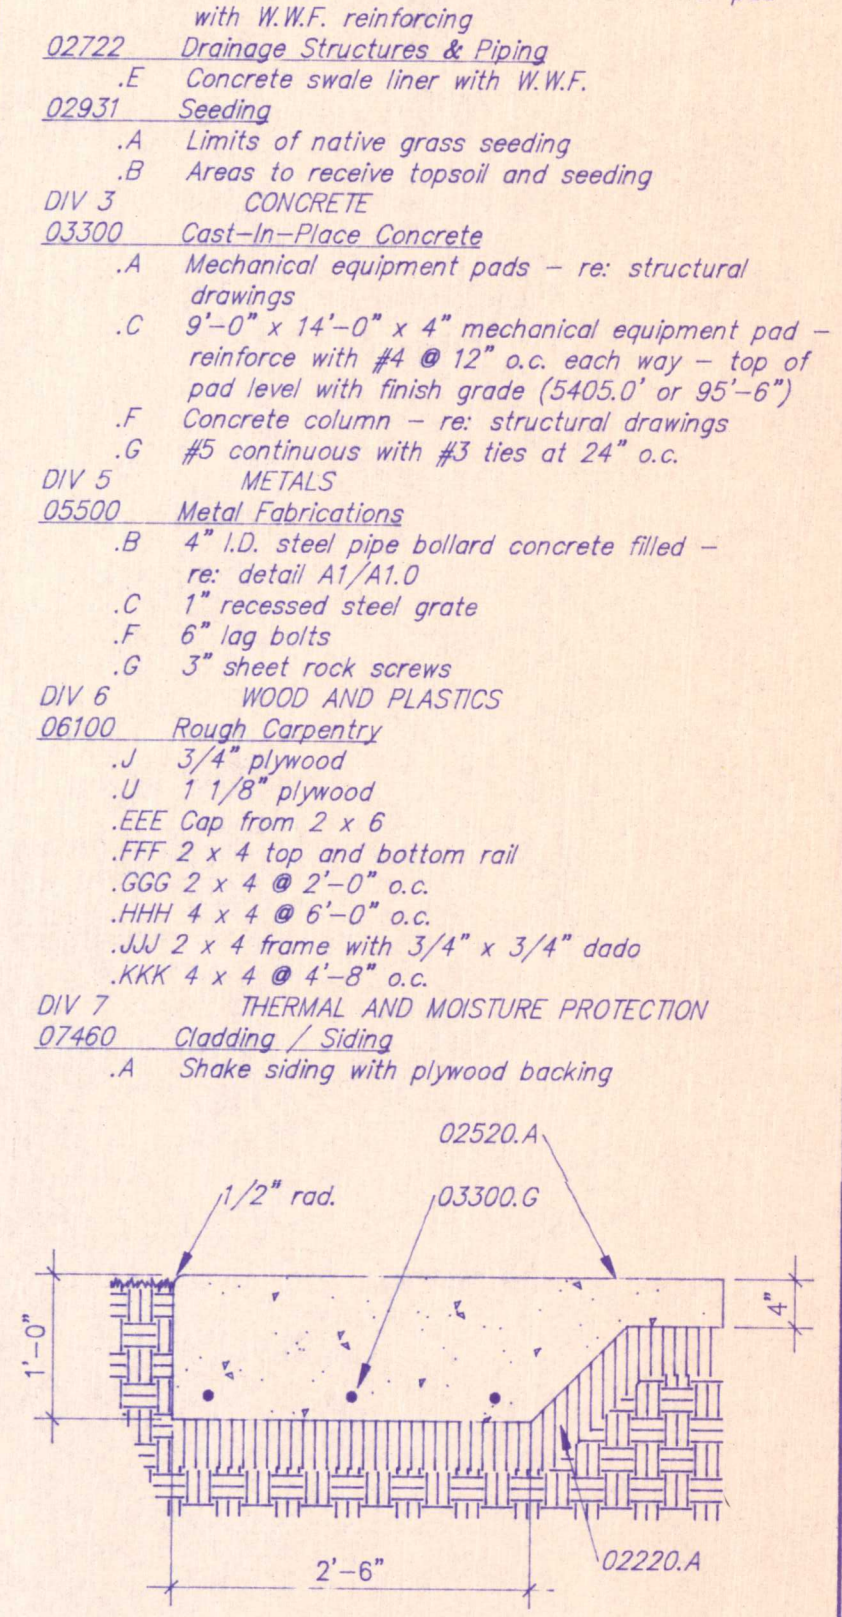 with W.W.F. reinforcing
02722 Drainage Structures & Piping
.E Concrete swale liner with W.W.F.
02931 Seeding
.A Limits of native grass seeding
.B Areas to receive topsoil and seeding
DIV 3 CONCRETE
03300 Cast-In-Place Concrete
.A Mechanical equipment pads - re: structural
drawings
.C 9'-0" x 14'-0" x 4" mechanical equipment pad -
reinforce with #4 @ 12" o.c. each way - top of
pad level with finish grade (5405.0' or 95'-6")
.F Concrete column - re: structural drawings
.G #5 continuous with #3 ties at 24" o.c.
DIV 5 METALS
05500 Metal Fabrications
.B 4" I.D. steel pipe bollard concrete filled -
re: detail A1/A1.0
.C 1" recessed steel grate
.F 6" lag bolts
.G 3" sheet rock screws
DIV 6 WOOD AND PLASTICS
06100 Rough Carpentry
.J 3/4" plywood
.U 1 1/8" plywood
.EEE Cap from 2 x 6
.FFF 2 x 4 top and bottom rail
.GGG 2 x 4 @ 2'-0" o.c.
.HHH 4 x 4 @ 6'-0" o.c.
.JJJ 2 x 4 frame with 3/4" x 3/4" dado
.KKK 4 x 4 @ 4'-8" o.c.
DIV 7 THERMAL AND MOISTURE PROTECTION
07460 Cladding / Siding
.A Shake siding with plywood backing
02520.A
1/2" rad.
03300.G
1'-0"
4"
2'-6"
02220.A